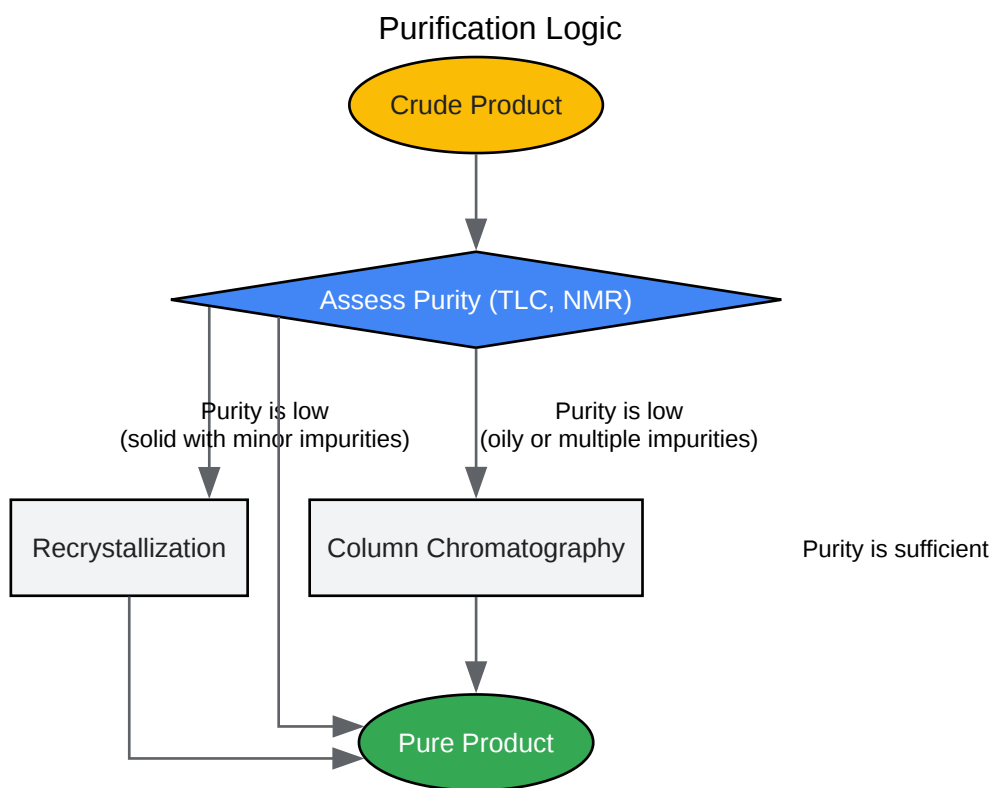 Purification Logic
Crude Product
Assess Purity (TLC, NMR)
Purity is low
(solid with minor impurities)
Purity is low
(oily or multiple impurities)
Recrystallization
Column Chromatography
Purity is sufficient
Pure Product